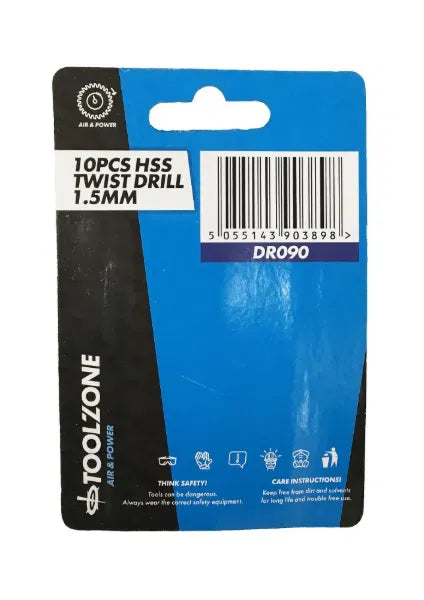 AIR & POWER
10PCS HSS
TWIST DRILL
1.5MM
5 055143 903898 >
DR090
TOOLZONE
AIR & POWER
THINK SAFETY!
Tools can be dangerous.
Always wear the correct safety equipment.
CARE INSTRUCTIONS!
Keep free from dirt and solvents
for long life and trouble free use.